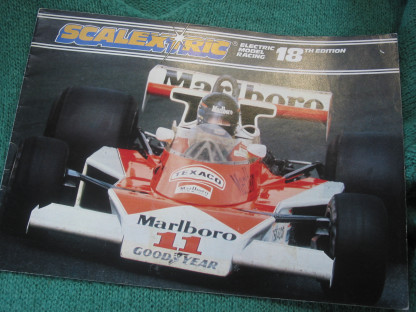 SCALEXTRIC
ELECTRIC
MODEL
RACING
18TH EDITION
Marlboro
Marlboro
TEXACO
Marlboro
11
GOODYEAR